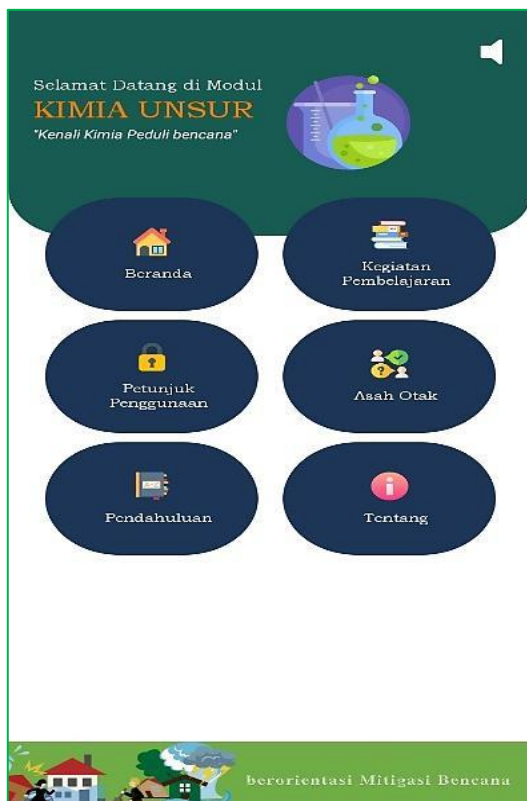 Selamat Datang di Modul
KIMIA UNSUR
"Kenali Kimia Peduli bencana"
Beranda
Kegiatan
Pembelajaran
Petunjuk
Penggunaan
Asah Otak
Pendahuluan
Tentang
berorientasi Mitigasi Bencana